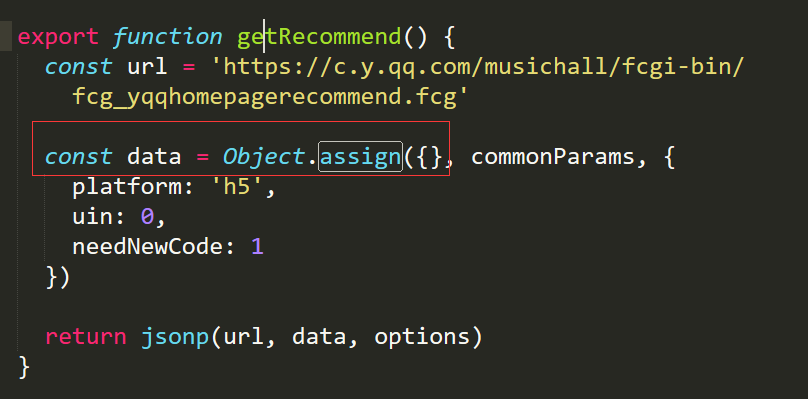 export function getRecommend() {
const url = 'https://c.y.qq.com/musichall/fcgi-bin/
fcg_yqqhomepagerecommend.fcg'
const data = Object.assign({}, commonParams, {
platform: 'h5',
uin: 0,
needNewCode: 1
})
return jsonp(url, data, options)
}